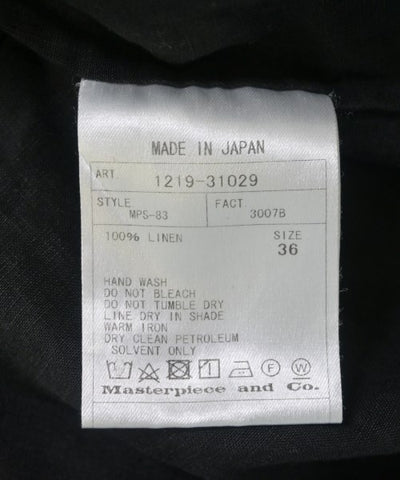 MADE IN JAPAN
ART 1219-31029
STYLE FACT
MPS-83 3007B
100% LINEN SIZE
36
HAND WASH
DO NOT BLEACH
DO NOT TUMBLE DRY
LINE DRY IN SHADE
WARM IRON
DRY CLEAN PETROLEUM
SOLVENT ONLY
F W
Masterpiece and Co.